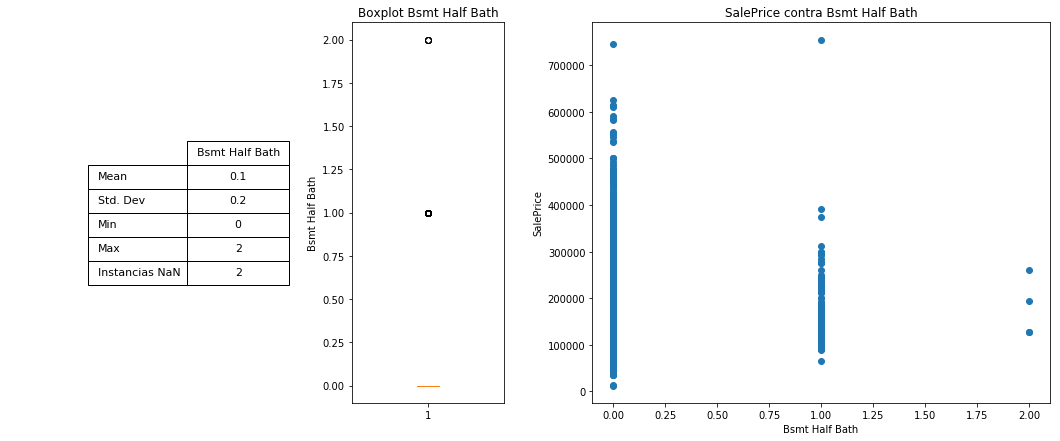 Bsmt Half Bath
Mean 0.1
Std. Dev 0.2
Min 0
Max 2
Instancias NaN 2
Boxplot Bsmt Half Bath
Bsmt Half Bath
2.00
1.75
1.50
1.25
1.00
0.75
0.50
0.25
0.00
1
SalePrice contra Bsmt Half Bath
SalePrice
700000
600000
500000
400000
300000
200000
100000
0
0.00 0.25 0.50 0.75 1.00 1.25 1.50 1.75 2.00
Bsmt Half Bath